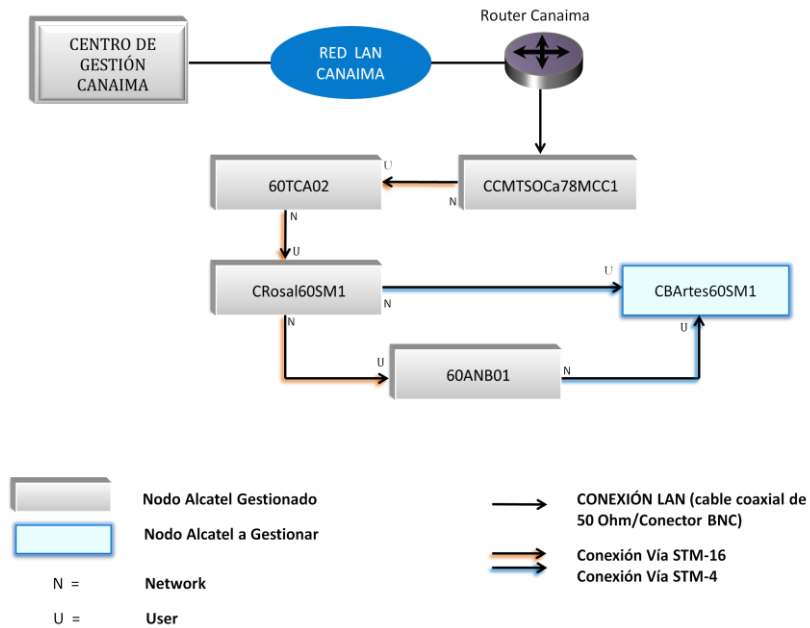 Router Canaima
CENTRO DE
GESTIÓN
CANAIMA
RED LAN
CANAIMA
60TCA02
U
N
CCMTSOCa78MCC1
N
U
CRosal60SM1
N
N
U
CBArtes60SM1
U
U
60ANB01
N
Nodo Alcatel Gestionado
Nodo Alcatel a Gestionar
N = Network
U = User
CONEXIÓN LAN (cable coaxial de
50 Ohm/Conector BNC)
Conexión Vía STM-16
Conexión Vía STM-4